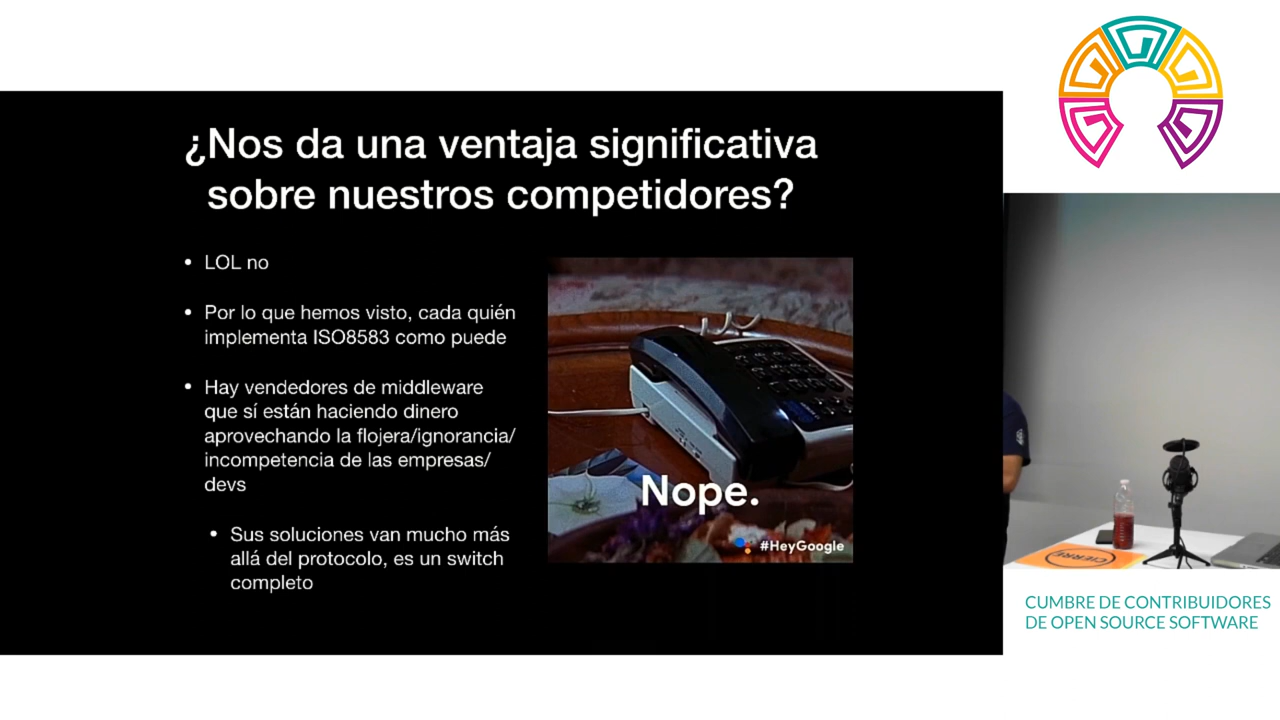 ¿Nos da una ventaja significativa
sobre nuestros competidores?
• LOL no
• Por lo que hemos visto, cada quién
implementa ISO8583 como puede
• Hay vendedores de middleware
que sí están haciendo dinero
aprovechando la flojera/ignorancia/
incompetencia de las empresas/
devs
• Sus soluciones van mucho más
allá del protocolo, es un switch
completo
Nope.
#HeyGoogle
CIERRE
CUMBRE DE CONTRIBUIDORES
DE OPEN SOURCE SOFTWARE